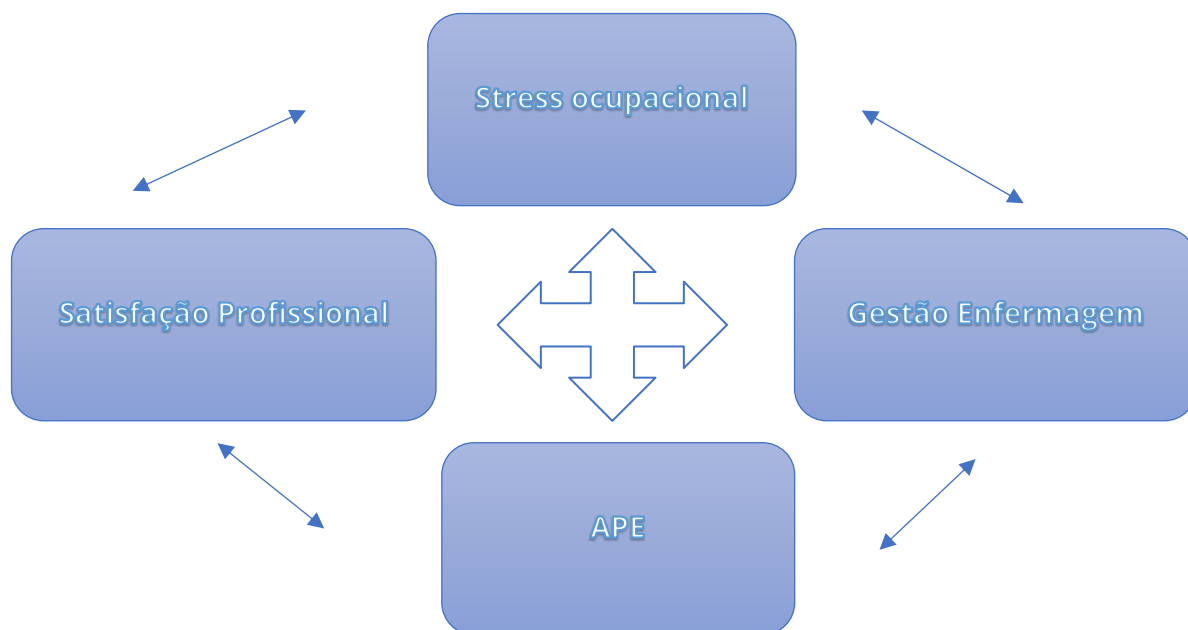 Stress ocupacional
Satisfação Profissional
Gestão Enfermagem
APE